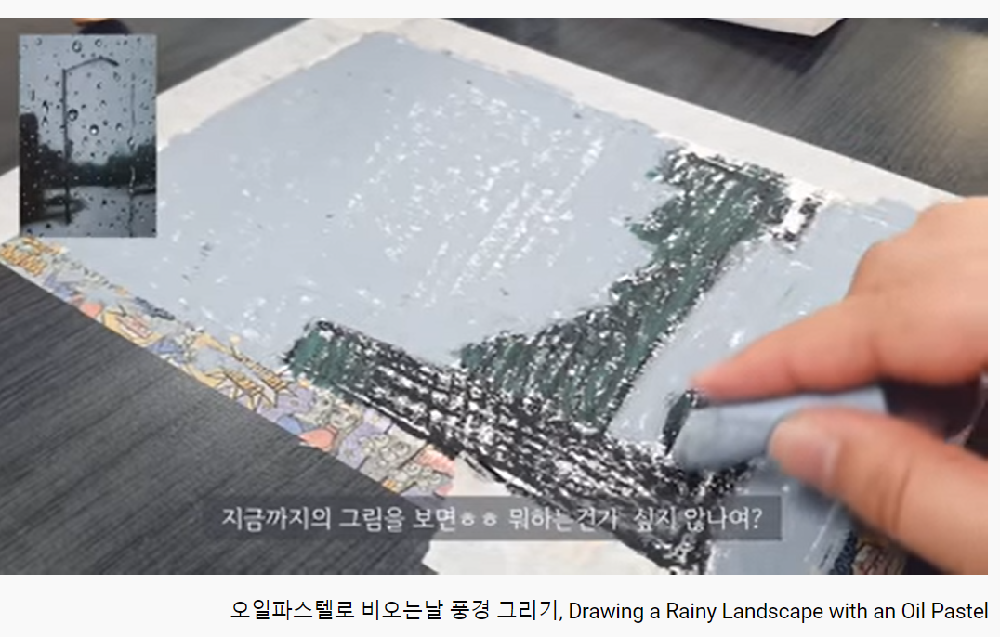 지금까지의 그림을 보면ㅎㅎ 뭐하는건가 싶지 않나여?
오일파스텔로 비오는날 풍경 그리기, Drawing a Rainy Landscape with an Oil Pastel